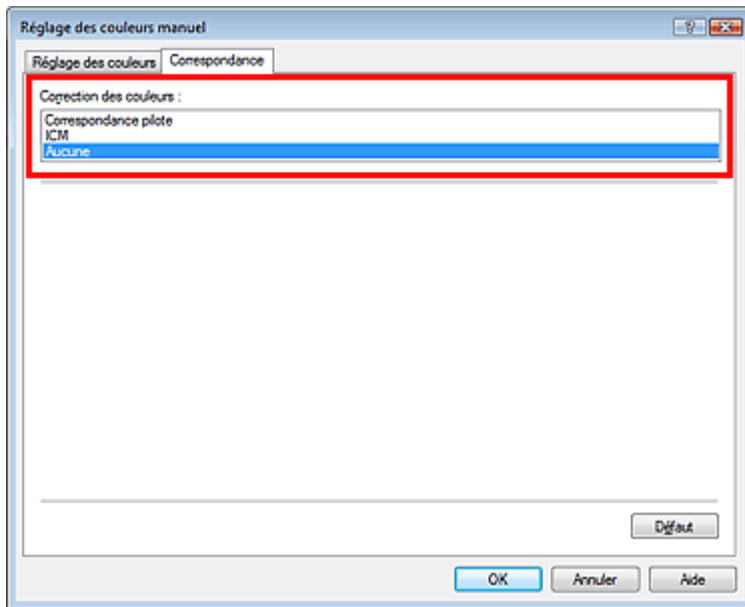 Réglage des couleurs manuel
Réglage des couleurs Correspondance
Correction des couleurs :
Correspondance pilote
ICM
Aucune
Défaut
OK Annuler Aide